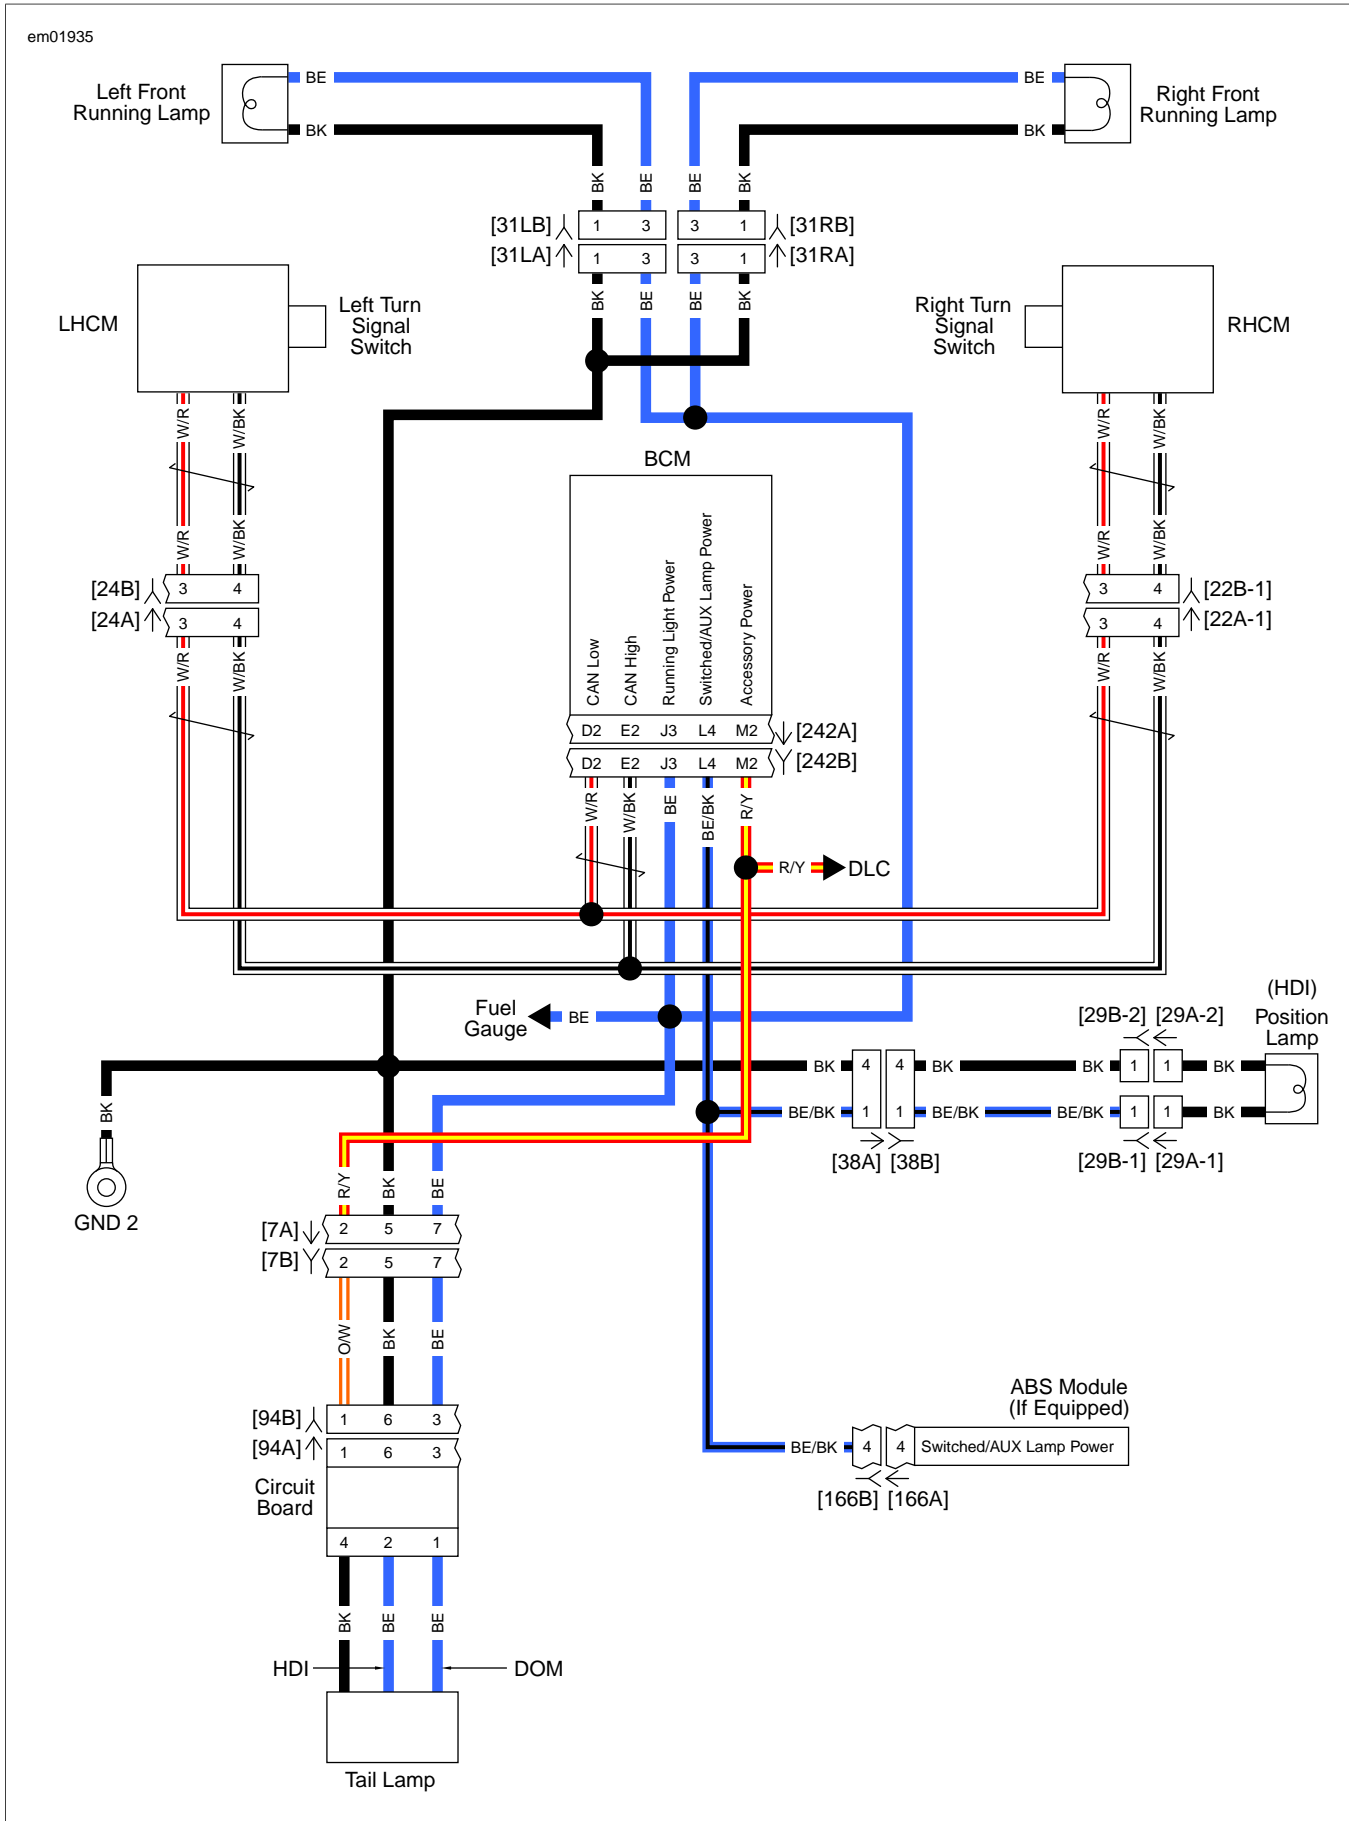 em01935
Left Front
Running Lamp
BE
BK
BE
BK
Right Front
Running Lamp
BK
BE
BE
BK
[31LB]
1
3
3
1
[31RB]
[31LA]
1
3
3
1
[31RA]
BK
BE
BE
BK
LHCM
Left Turn
Signal
Switch
Right Turn
Signal
Switch
RHCM
W/R
W/BK
W/R
W/BK
BCM
W/R
W/BK
W/R
W/BK
CAN Low
CAN High
Running Light Power
Switched/AUX Lamp Power
Accessory Power
[24B]
3
4
3
4
[22B-1]
[24A]
3
4
3
4
[22A-1]
W/R
W/BK
W/R
W/BK
D2
E2
J3
L4
M2
[242A]
D2
E2
J3
L4
M2
[242B]
W/R
W/BK
BE
BE/BK
R/Y
R/Y
DLC
Fuel
Gauge
BE
(HDI)
Position
Lamp
[29B-2]
[29A-2]
BK
4
4
BK
BK
1
1
BK
BE/BK
1
1
BE/BK
BE/BK
1
1
BK
[38A]
[38B]
[29B-1]
[29A-1]
BK
GND 2
R/Y
BK
BE
[7A]
2
5
7
[7B]
2
5
7
O/W
BK
BE
[94B]
1
6
3
[94A]
1
6
3
Circuit
Board
4
2
1
ABS Module
(If Equipped)
BE/BK
4
4
Switched/AUX Lamp Power
[166B]
[166A]
BK
BE
BE
HDI
DOM
Tail Lamp